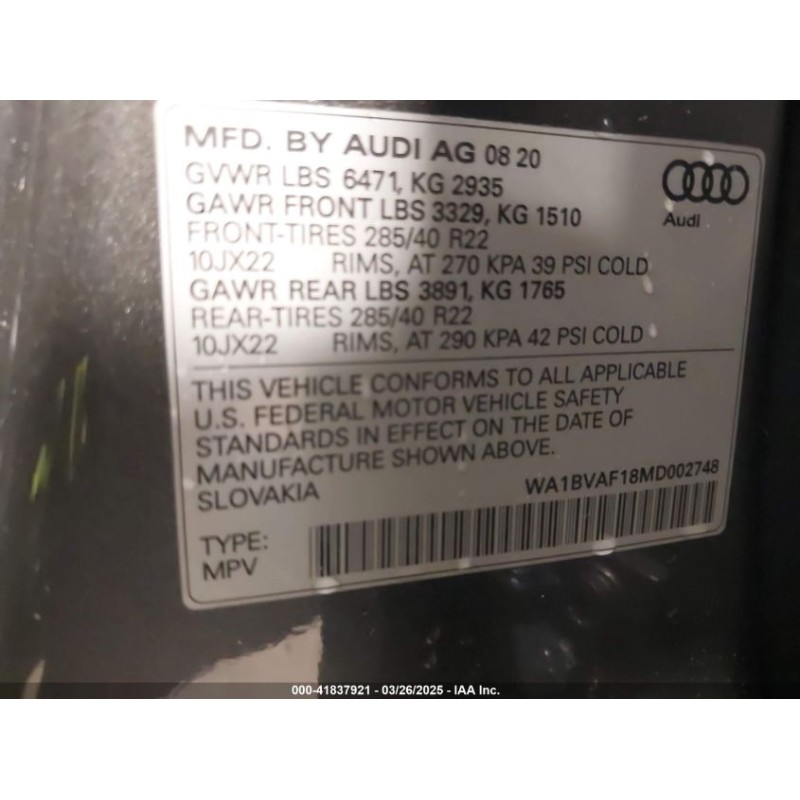 MFD. BY AUDI AG 08 20
GVWR LBS 6471, KG 2935
GAWR FRONT LBS 3329, KG 1510
FRONT-TIRES 285/40 R22
10JX22 RIMS, AT 270 KPA 39 PSI COLD
GAWR REAR LBS 3891, KG 1765
REAR-TIRES 285/40 R22
10JX22 RIMS, AT 290 KPA 42 PSI COLD
Audi
THIS VEHICLE CONFORMS TO ALL APPLICABLE
U.S. FEDERAL MOTOR VEHICLE SAFETY
STANDARDS IN EFFECT ON THE DATE OF
MANUFACTURE SHOWN ABOVE.
SLOVAKIA
WA1BVAF18MD002748
TYPE:
MPV
000-41837921 - 03/26/2025 - IAA Inc.